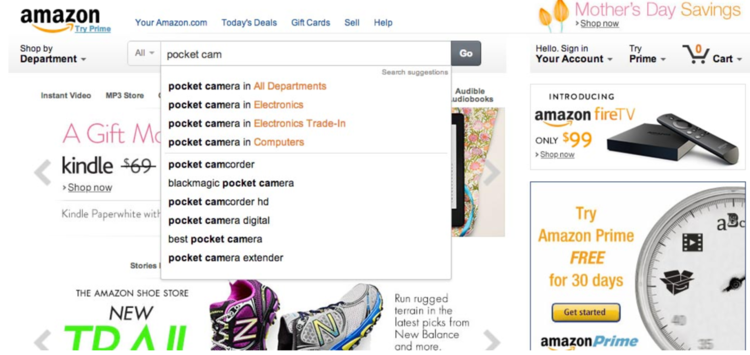 amazon
Try Prime
Your Amazon.com Today's Deals Gift Cards Sell Help
Mother's Day Savings
Shop now
Shop by
Department
All
pocket cam
Go
Hello. Sign in
Your Account
Try
Prime
0
Cart
Search suggestions
pocket camera in All Departments
pocket camera in Electronics
pocket camera in Electronics Trade-In
pocket camera in Computers
pocket camcorder
blackmagic pocket camera
pocket camcorder hd
pocket camera digital
best pocket camera
pocket camera extender
Instant Video MP3 Store
Audible
A Gift
kindle $69
Shop now
Kindle Paperwhite with
Stories
THE AMAZON SHOE STORE
NEW
Run rugged
terrain in the
latest picks from
New Balance
and more.
INTRODUCING
amazon fireTV
ONLY $99
Shop now
Try
Amazon Prime
FREE
for 30 days
Get started
amazonPrime
40
35